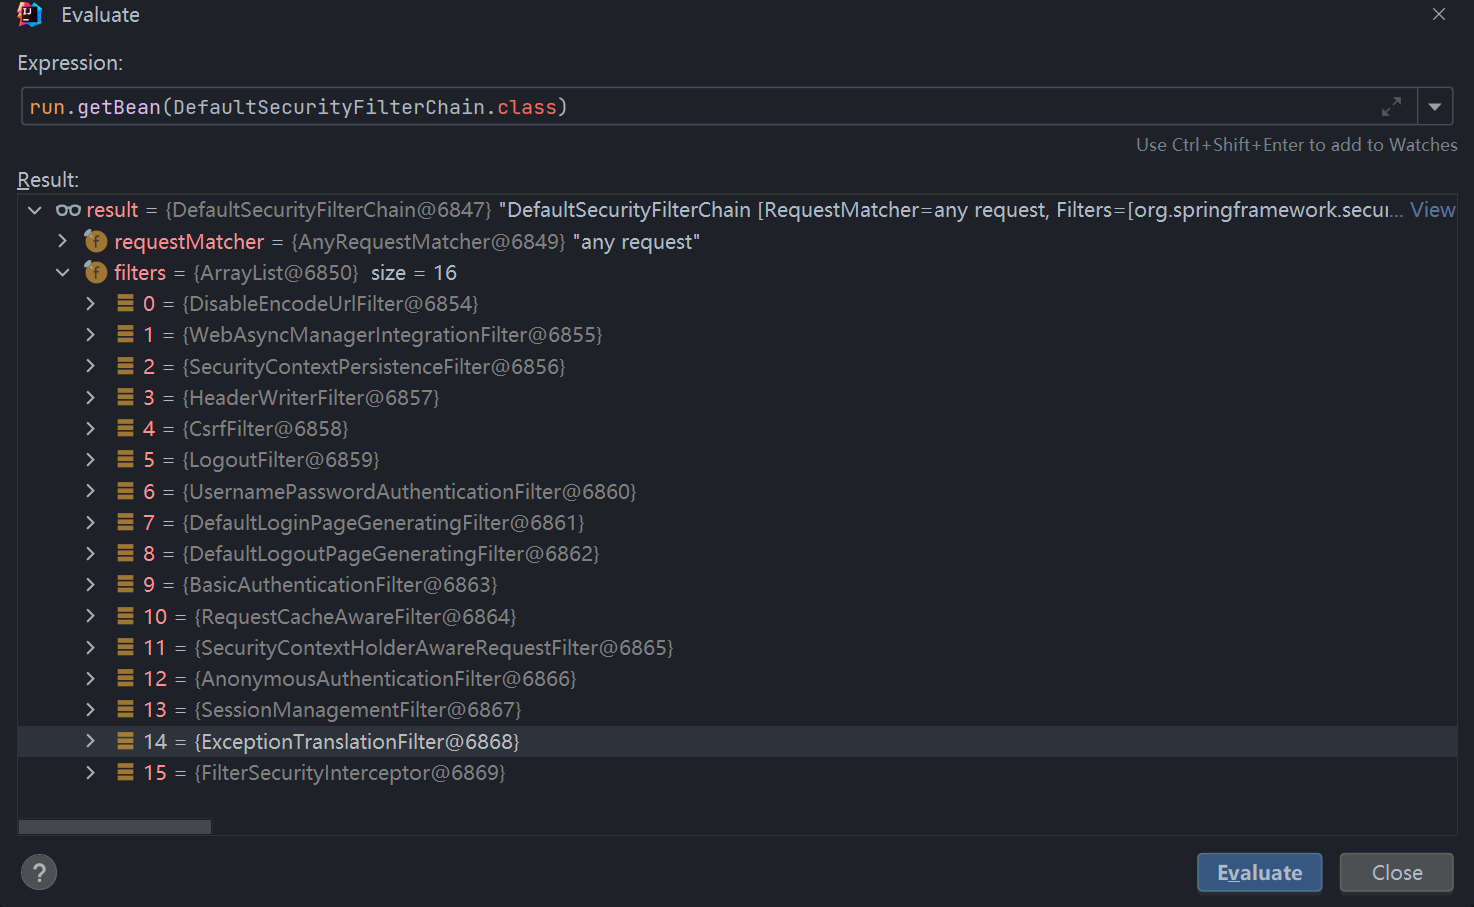 Evaluate
Expression:
run.getBean(DefaultSecurityFilterChain.class)
Use Ctrl+Shift+Enter to add to Watches
Result:
result = {DefaultSecurityFilterChain@6847} "DefaultSecurityFilterChain [RequestMatcher=any request, Filters=[org.springframework.secui... View
requestMatcher = {AnyRequestMatcher@6849} "any request"
filters = {ArrayList@6850} size = 16
0 = {DisableEncodeUrlFilter@6854}
1 = {WebAsyncManagerIntegrationFilter@6855}
2 = {SecurityContextPersistenceFilter@6856}
3 = {HeaderWriterFilter@6857}
4 = {CsrfFilter@6858}
5 = {LogoutFilter@6859}
6 = {UsernamePasswordAuthenticationFilter@6860}
7 = {DefaultLoginPageGeneratingFilter@6861}
8 = {DefaultLogoutPageGeneratingFilter@6862}
9 = {BasicAuthenticationFilter@6863}
10 = {RequestCacheAwareFilter@6864}
11 = {SecurityContextHolderAwareRequestFilter@6865}
12 = {AnonymousAuthenticationFilter@6866}
13 = {SessionManagementFilter@6867}
14 = {ExceptionTranslationFilter@6868}
15 = {FilterSecurityInterceptor@6869}
? Evaluate Close